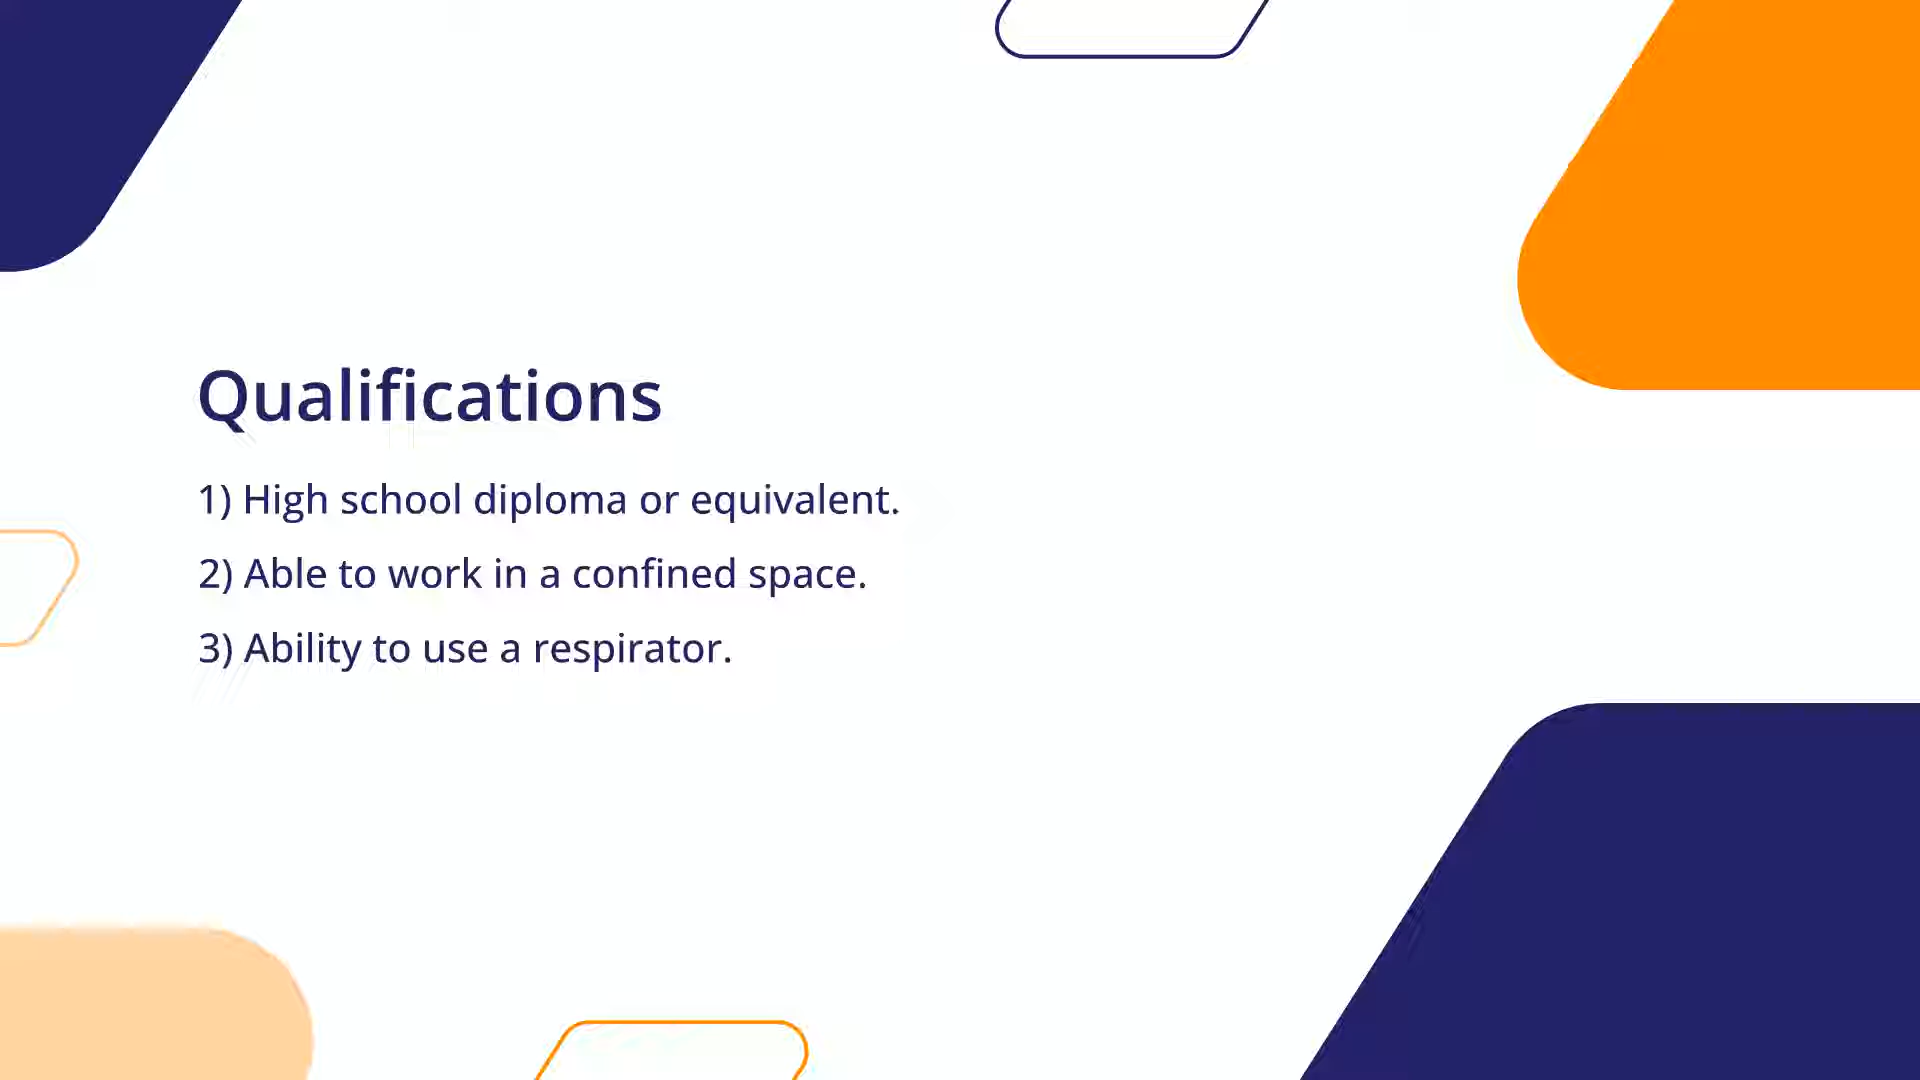 Qualifications
1) High school diploma or equivalent.
2) Able to work in a confined space.
3) Ability to use a respirator.